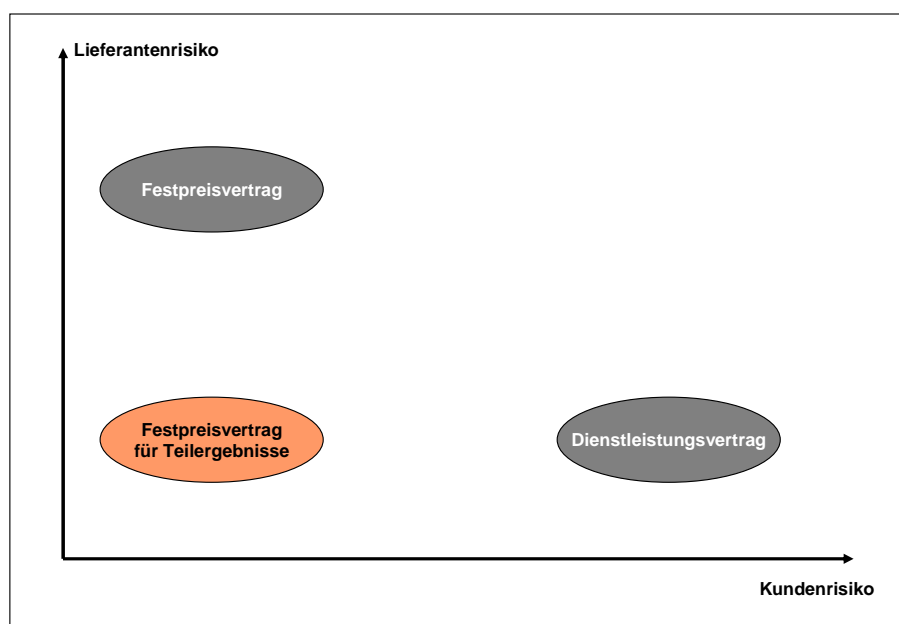 Lieferantenrisiko
Festpreisvertrag
Festpreisvertrag
für Teilergebnisse
Dienstleistungsvertrag
Kundenrisiko